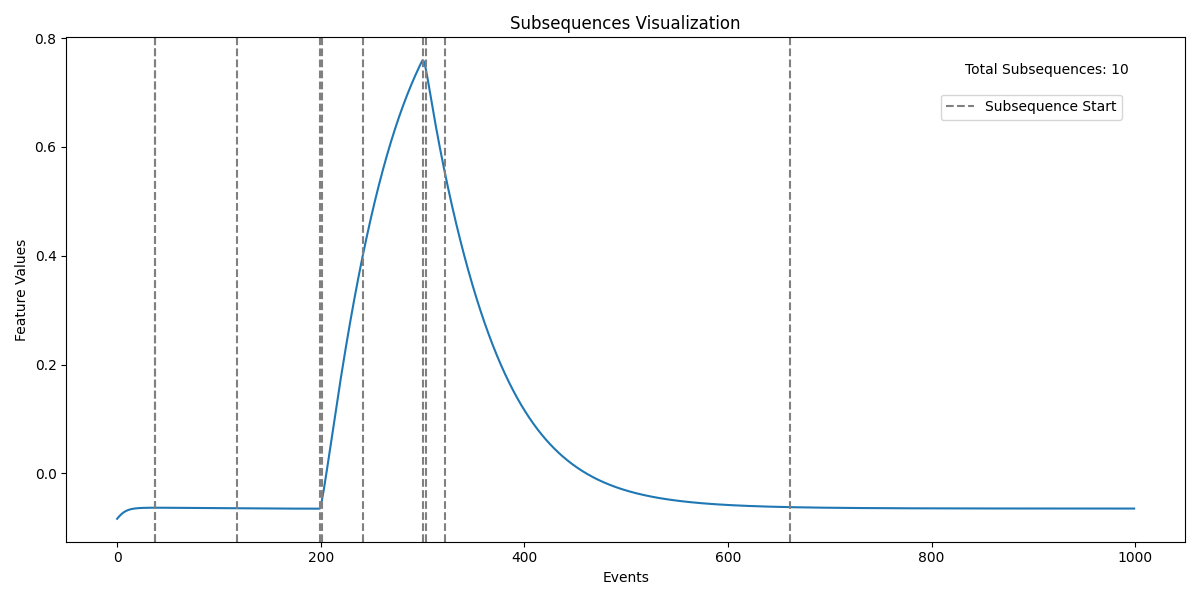 Subsequences Visualization
Total Subsequences: 10
Subsequence Start
Feature Values
0.8
0.6
0.4
0.2
0.0
0
200
400
600
800
1000
Events